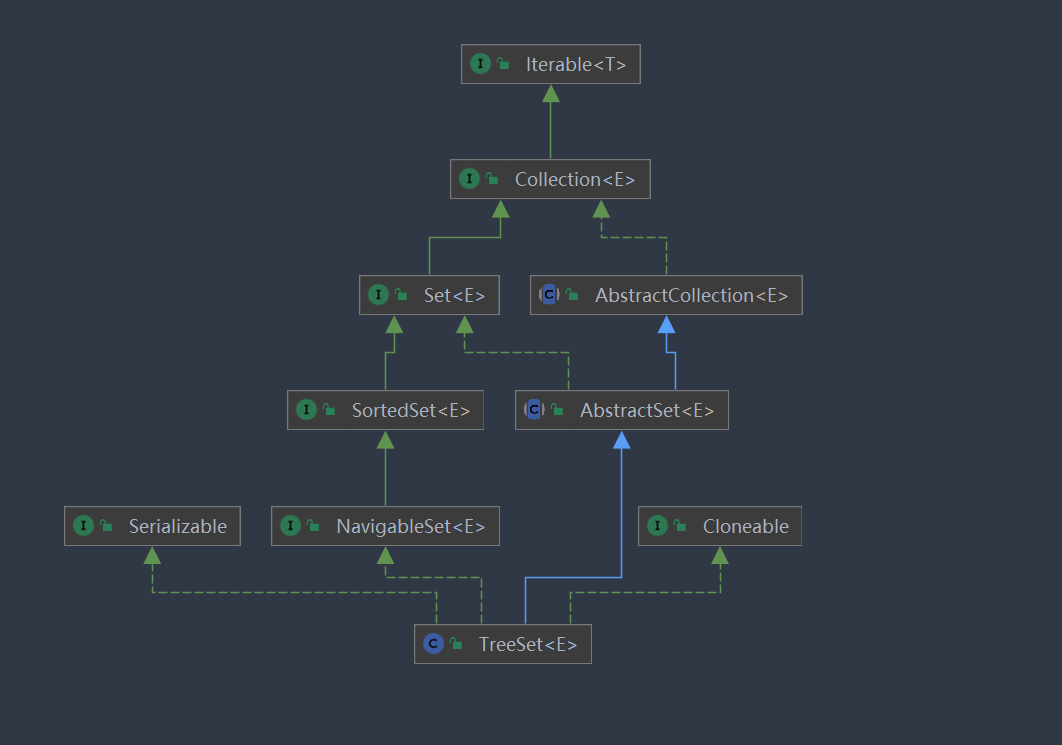 I Iterable<T>
I Collection<E>
I Set<E>
C AbstractCollection<E>
I SortedSet<E>
C AbstractSet<E>
I Serializable
I NavigableSet<E>
I Cloneable
C TreeSet<E>